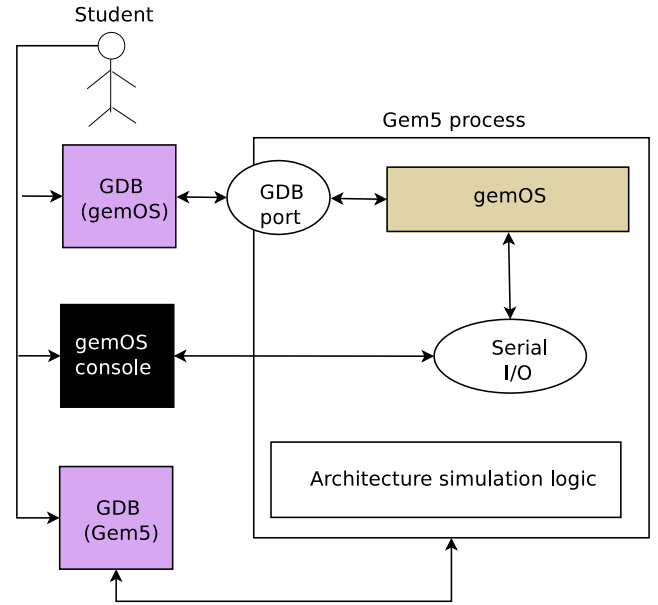 Student
Gem5 process
GDB
(gemOS)
GDB
port
gemOS
gemOS
console
Serial
I/O
Architecture simulation logic
GDB
(Gem5)